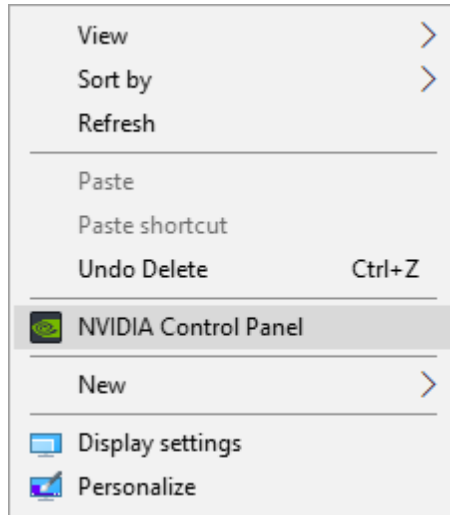 View
Sort by
Refresh
Paste
Paste shortcut
Undo Delete Ctrl+Z
NVIDIA Control Panel
New
Display settings
Personalize